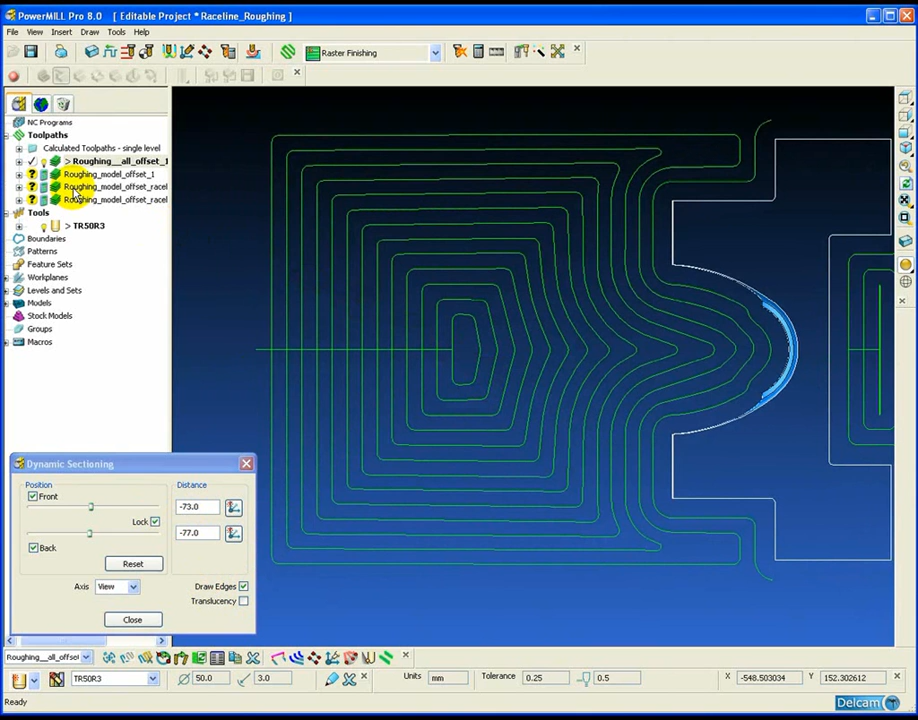 PowerMILL Pro 8.0 [ Editable Project * Raceline_Roughing ]
File View Insert Draw Tools Help
Raster Finishing
NC Programs
Toolpaths
Calculated Toolpaths - single level
> Roughing__all_offset_1
Roughing_model_offset_1
Roughing_model_offset_racel
Roughing_model_offset_racel
Tools
> TR50R3
Boundaries
Patterns
Feature Sets
Workplanes
Levels and Sets
Models
Stock Models
Groups
Macros
Dynamic Sectioning
Position Distance
Front -73.0
Lock
-77.0
Back
Reset
Axis View Draw Edges
Translucency
Close
Roughing__all_offset
TR50R3 50.0 3.0 Units mm Tolerance 0.25 0.5 X -548.503034 Y 152.302612
Ready Delcam